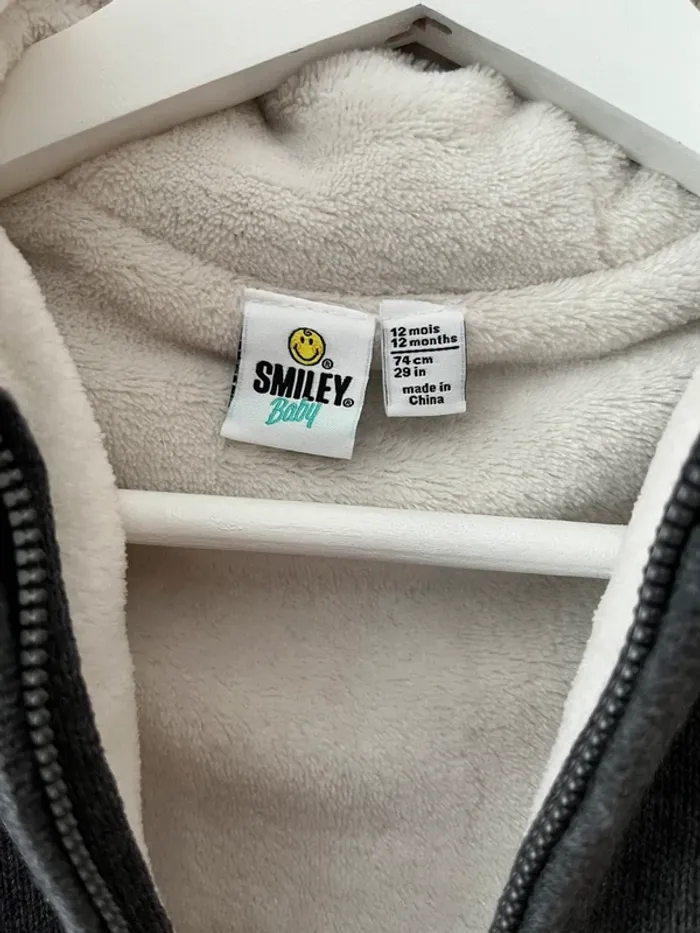 ®
SMILEY®
Baby
12 mois
12 months
74 cm
29 in
made in
China